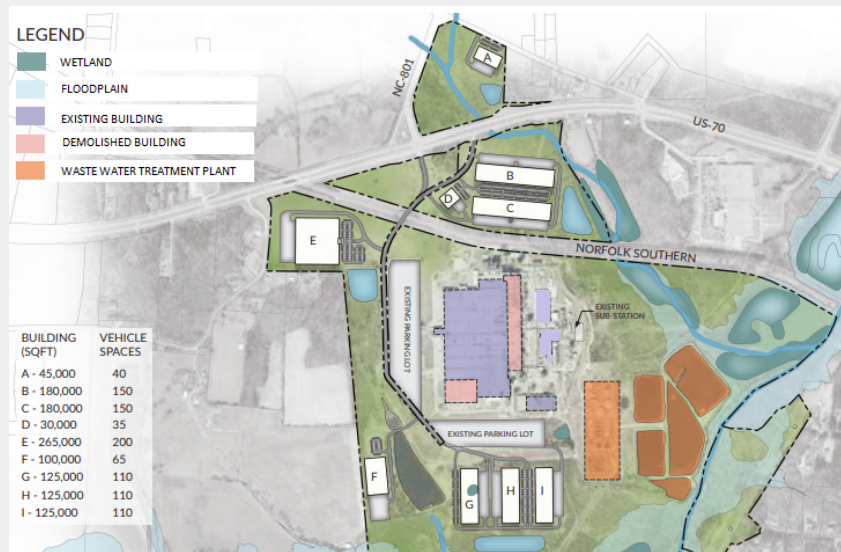 LEGEND
WETLAND
FLOODPLAIN
EXISTING BUILDING
DEMOLISHED BUILDING
WASTE WATER TREATMENT PLANT
NC-801
US-70
A
B
C
D
E
NORFOLK SOUTHERN
EXISTING PARKING LOT
EXISTING
SUB-STATION
EXISTING PARKING LOT
F
G
H
I
BUILDING
(SQFT)
VEHICLE
SPACES
A - 45,000 40
B - 180,000 150
C - 180,000 150
D - 30,000 35
E - 265,000 200
F - 100,000 65
G - 125,000 110
H - 125,000 110
I - 125,000 110